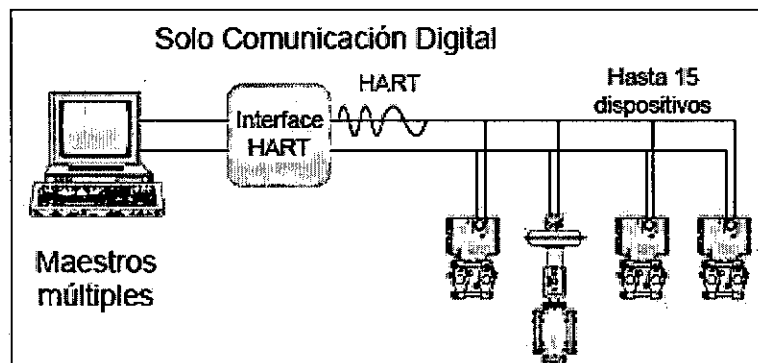 Solo Comunicación Digital
HART
Hasta 15
dispositivos
Interface
HART
Maestros
múltiples